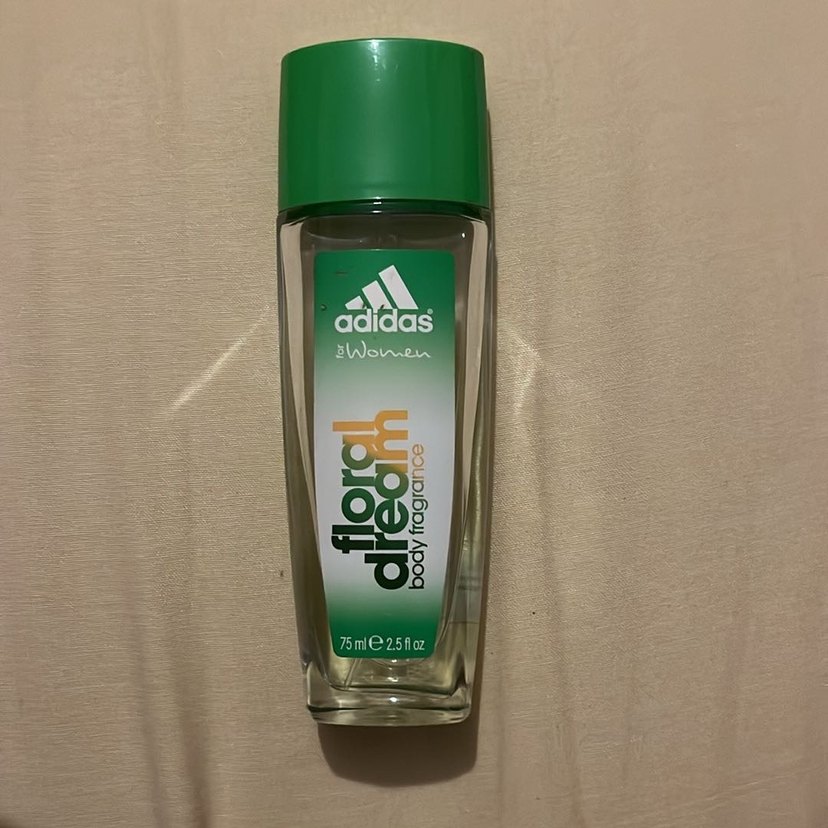 adidas®
for Women
floral
dream
body fragrance
75 ml ℮ 2.5 fl oz